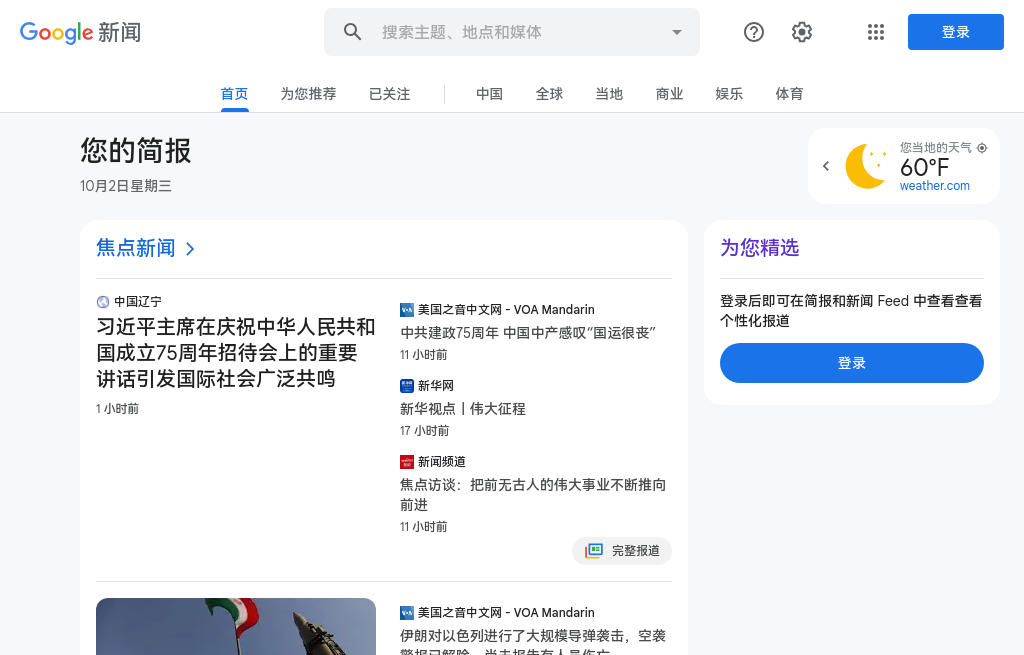 Google 新闻
搜索主题、地点和媒体
登录
首页
为您推荐
已关注
中国
全球
当地
商业
娱乐
体育
您的简报
10月2日星期三
您当地的天气
60°F
weather.com
焦点新闻
中国辽宁
习近平主席在庆祝中华人民共和
国成立75周年招待会上的重要
讲话引发国际社会广泛共鸣
1 小时前
美国之音中文网 - VOA Mandarin
中共建政75周年 中国中产感叹“国运很丧”
11 小时前
新华网
新华视点丨伟大征程
17 小时前
新闻频道
焦点访谈：把前无古人的伟大事业不断推向
前进
11 小时前
完整报道
为您精选
登录后即可在简报和新闻 Feed 中查看查看
个性化报道
登录
美国之音中文网 - VOA Mandarin
伊朗对以色列进行了大规模导弹袭击，空袭